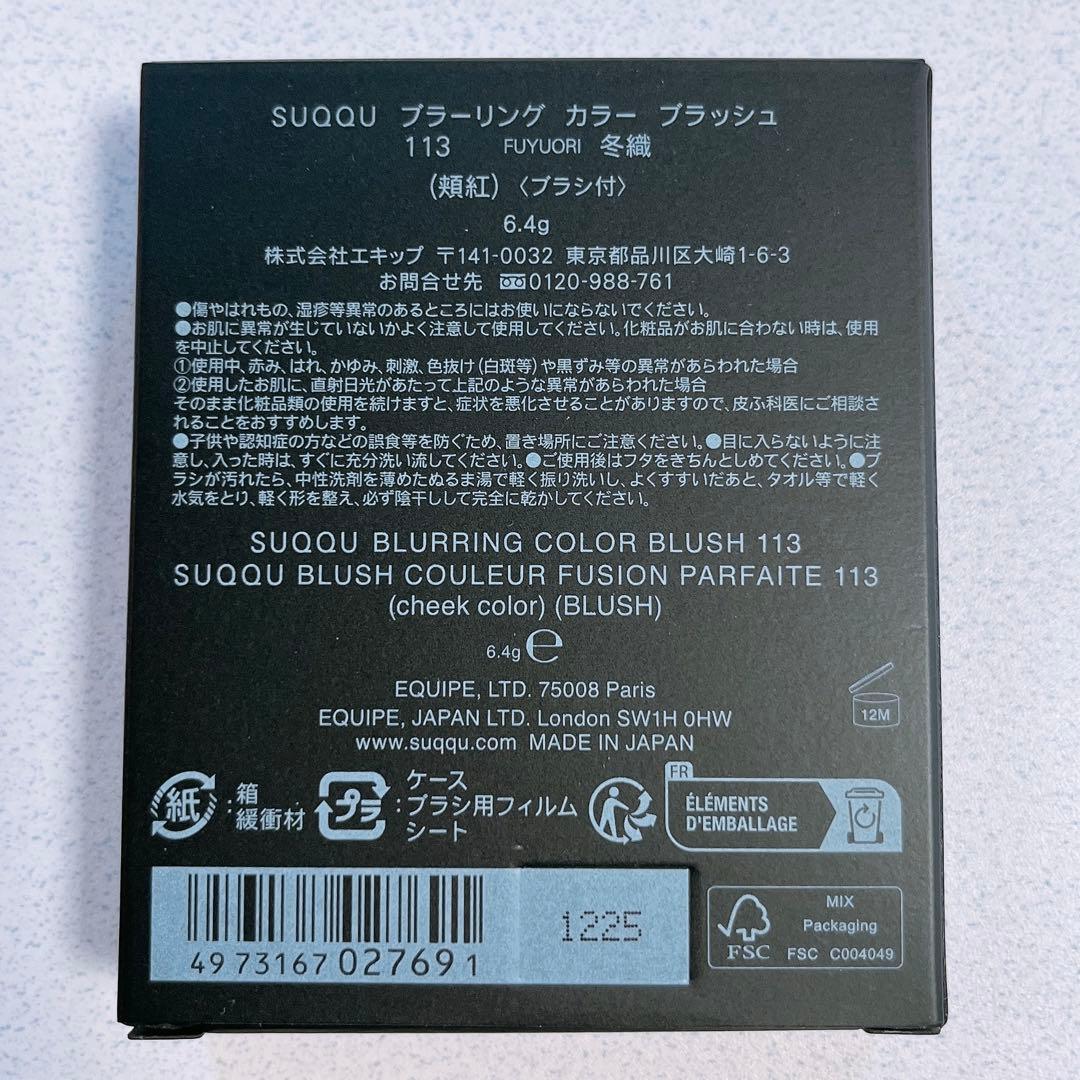 SUQQU ブラーリング カラー ブラッシュ
113 FUYUORI 冬織
(頬紅)〈ブラシ付〉
6.4g
株式会社エキップ 〒141-0032 東京都品川区大崎1-6-3
お問合せ先 0120-988-761
●傷やはれもの、湿疹等異常のあるところにはお使いにならないでください。
●お肌に異常が生じていないかよく注意して使用してください。化粧品がお肌に合わない時は、使用
を中止してください。
①使用中、赤み、はれ、かゆみ、刺激、色抜け(白斑等)や黒ずみ等の異常があらわれた場合
②使用したお肌に、直射日光があたって上記のような異常があらわれた場合
そのまま化粧品類の使用を続けますと、症状を悪化させることがありますので、皮ふ科医にご相談さ
れることをおすすめします。
●子供や認知症の方などの誤食等を防ぐため、置き場所にご注意ください。●目に入らないように注
意し、入った時は、すぐに充分洗い流してください。●ご使用後はフタをきちんとしめてください。●ブ
ラシが汚れたら、中性洗剤を薄めたぬるま湯で軽く振り洗いし、よくすすいだあと、タオル等で軽く
水気をとり、軽く形を整え、必ず陰干しして完全に乾かしてください。
SUQQU BLURRING COLOR BLUSH 113
SUQQU BLUSH COULEUR FUSION PARFAITE 113
(cheek color) (BLUSH)
6.4g ℮
EQUIPE, LTD. 75008 Paris
EQUIPE, JAPAN LTD. London SW1H 0HW
www.suqqu.com MADE IN JAPAN
12M
紙 :箱
緩衝材
プラ :ケース
ブラシ用フィルム
シート
FR
ÉLÉMENTS
D'EMBALLAGE
49 73167 02769 1
1225
FSC
MIX
Packaging
FSC C004049